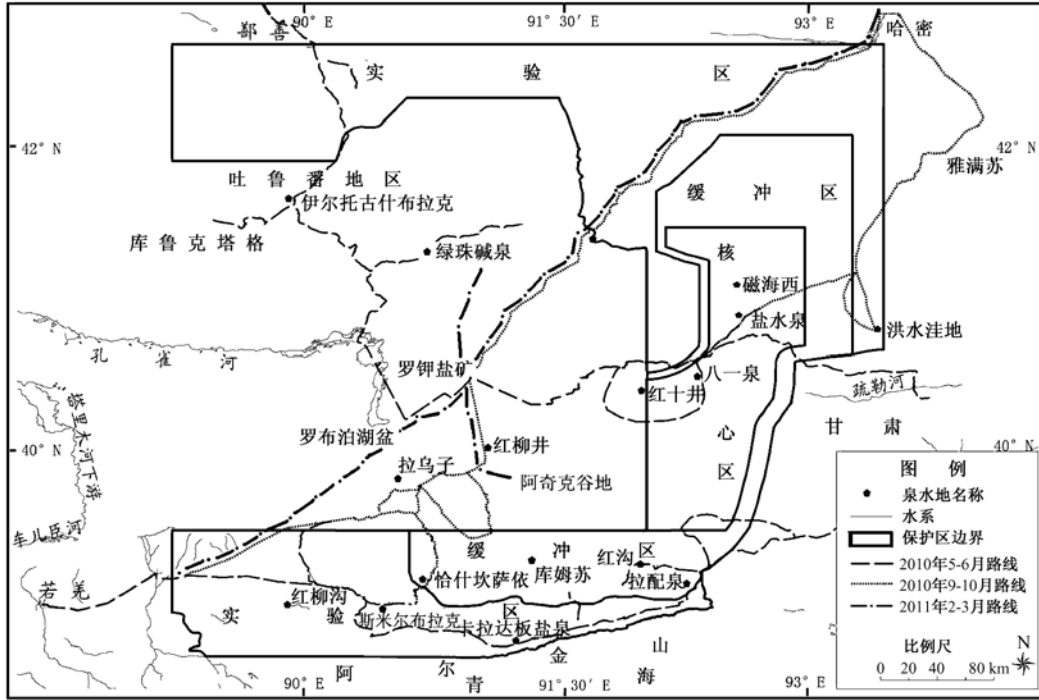 90° E
91°30′ E
93° E
鄯善
哈密
实验区
42° N
42° N
雅满苏
吐鲁番地区
缓冲区
伊尔托古什布拉克
库鲁克塔格
绿珠碱泉
核
磁海西
盐水泉
洪水洼地
孔雀河
罗钾盐矿
八一泉
红十井
疏勒河
塔里木河下游
罗布泊湖盆
红柳井
心
甘肃
40° N
40° N
拉乌子
阿奇克谷地
区
图例
泉水地名称
水系
保护区边界
2010年5-6月路线
2010年9-10月路线
2011年2-3月路线
比例尺
N
0 20 40 80 km
车儿臣河
缓冲区
红沟
库姆苏
恰什坎萨依
拉配泉
若羌
红柳沟
实验区
斯米尔布拉克
卡拉达板盐泉
阿尔金山
青海
90° E
91°30′ E
93° E